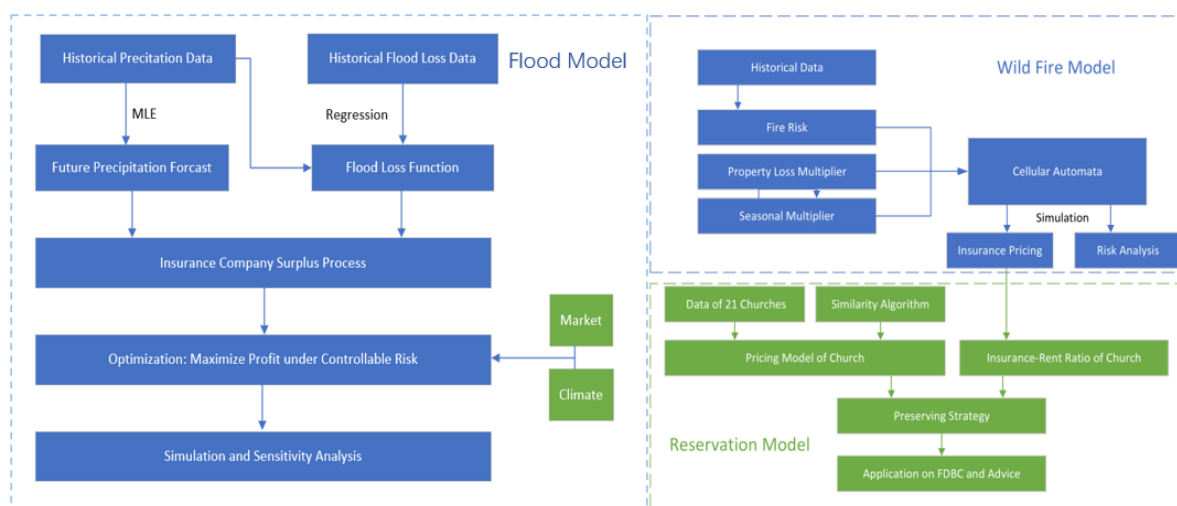 Flood Model
Historical Precitation Data
Historical Flood Loss Data
MLE
Regression
Future Precipitation Forcast
Flood Loss Function
Insurance Company Surplus Process
Market
Optimization: Maximize Profit under Controllable Risk
Climate
Simulation and Sensitivity Analysis
Wild Fire Model
Historical Data
Fire Risk
Property Loss Multiplier
Cellular Automata
Seasonal Multiplier
Simulation
Insurance Pricing
Risk Analysis
Data of 21 Churches
Similarity Algorithm
Pricing Model of Church
Insurance-Rent Ratio of Church
Preserving Strategy
Reservation Model
Application on FDBC and Advice